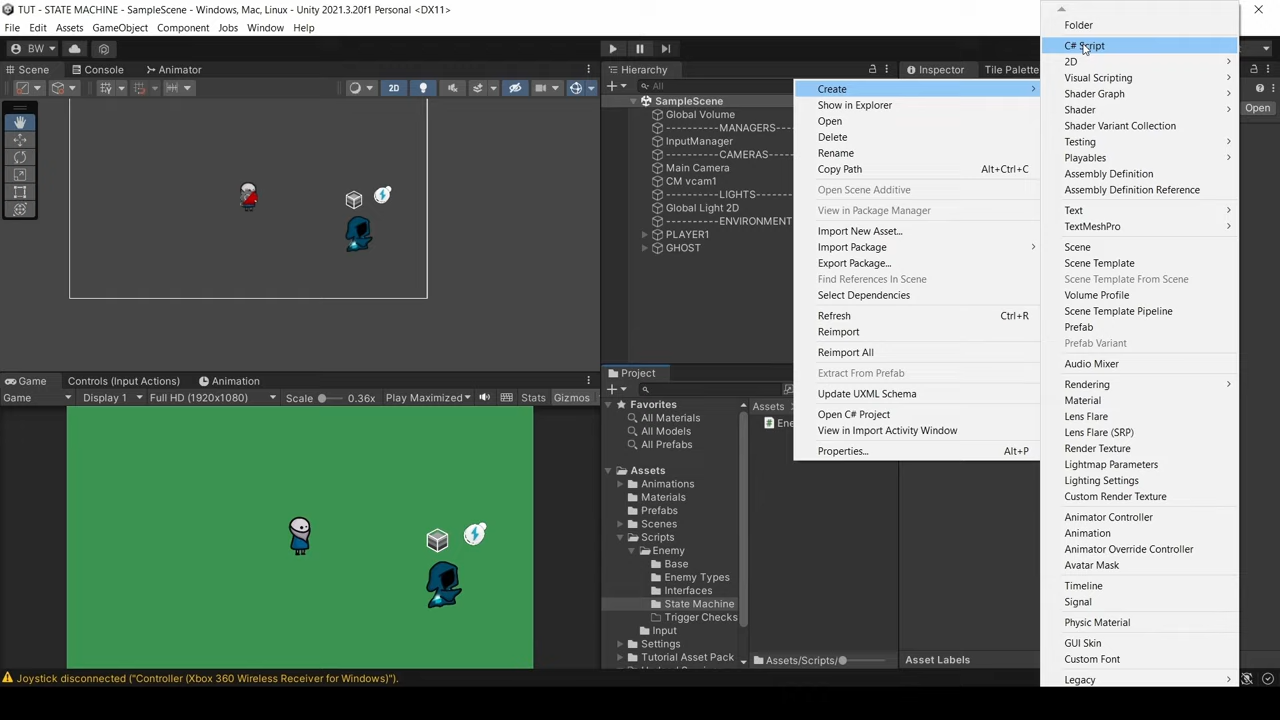 TUT - STATE MACHINE - SampleScene - Windows, Mac, Linux - Unity 2021.3.20f1 Personal <DX11>
File Edit Assets GameObject Component Jobs Window Help
BW
Scene Console Animator
2D
Hierarchy
All
SampleScene
Global Volume
----------MANAGERS
InputManager
----------CAMERAS
Main Camera
CM vcam1
----------LIGHTS
Global Light 2D
----------ENVIRONMENT
PLAYER1
GHOST
Inspector Tile Palette
Open
Create
Show in Explorer
Open
Delete
Rename
Copy Path Alt+Ctrl+C
Open Scene Additive
View in Package Manager
Import New Asset...
Import Package
Export Package...
Find References In Scene
Select Dependencies
Refresh Ctrl+R
Reimport
Reimport All
Extract From Prefab
Update UXML Schema
Open C# Project
View in Import Activity Window
Properties... Alt+P
Folder
C# Script
2D
Visual Scripting
Shader Graph
Shader
Shader Variant Collection
Testing
Playables
Assembly Definition
Assembly Definition Reference
Text
TextMeshPro
Scene
Scene Template
Scene Template From Scene
Volume Profile
Scene Template Pipeline
Prefab
Prefab Variant
Audio Mixer
Rendering
Material
Lens Flare
Lens Flare (SRP)
Render Texture
Lightmap Parameters
Lighting Settings
Custom Render Texture
Animator Controller
Animation
Animator Override Controller
Avatar Mask
Timeline
Signal
Physic Material
GUI Skin
Custom Font
Legacy
Game Controls (Input Actions) Animation
Game Display 1 Full HD (1920x1080) Scale 0.36x Play Maximized Stats Gizmos
Project
Favorites
All Materials
All Models
All Prefabs
Assets
Animations
Materials
Prefabs
Scenes
Scripts
Enemy
Base
Enemy Types
Interfaces
State Machine
Trigger Checks
Input
Settings
Tutorial Asset Pack
Assets
Ene
Assets/Scripts/
Asset Labels
Joystick disconnected ("Controller (Xbox 360 Wireless Receiver for Windows)").